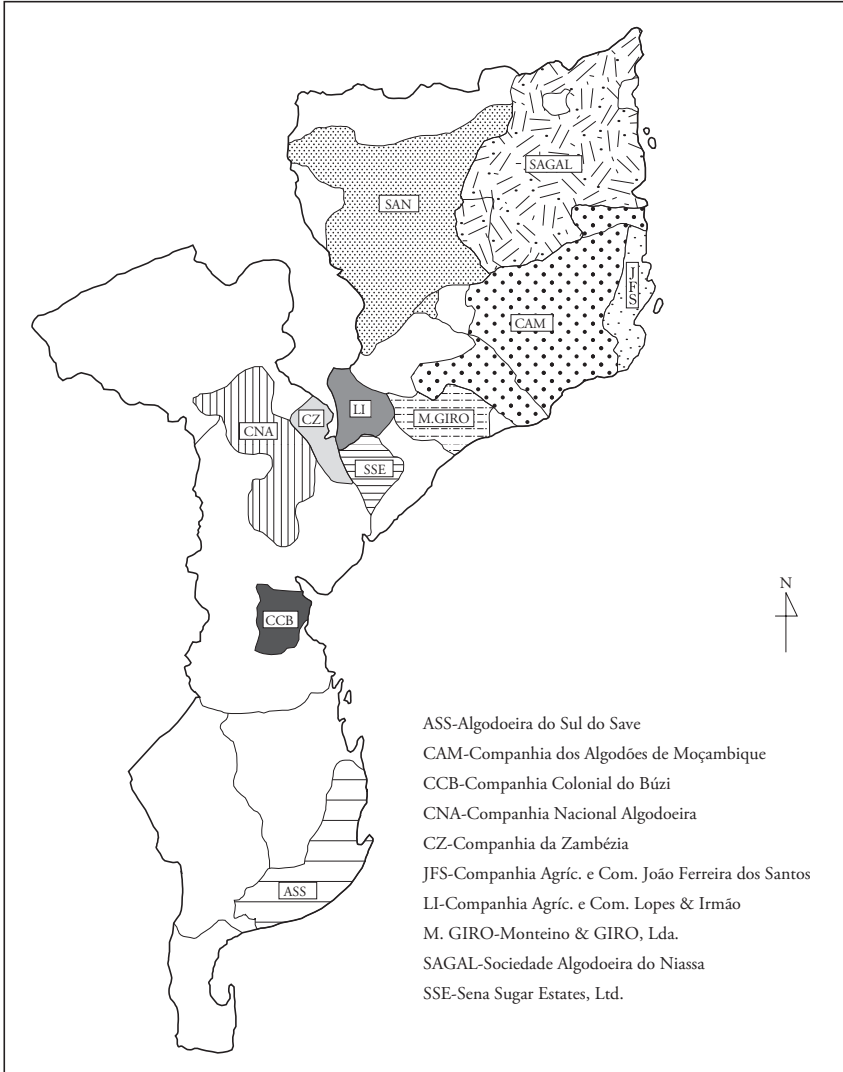 SAGAL
SAN
JFS
CAM
LI
CZ
M.GIRO
CNA
SSE
N
CCB
ASS
ASS-Algodoeira do Sul do Save
CAM-Companhia dos Algodões de Moçambique
CCB-Companhia Colonial do Búzi
CNA-Companhia Nacional Algodoeira
CZ-Companhia da Zambézia
JFS-Companhia Agríc. e Com. João Ferreira dos Santos
LI-Companhia Agríc. e Com. Lopes & Irmão
M. GIRO-Monteino & GIRO, Lda.
SAGAL-Sociedade Algodoeira do Niassa
SSE-Sena Sugar Estates, Ltd.